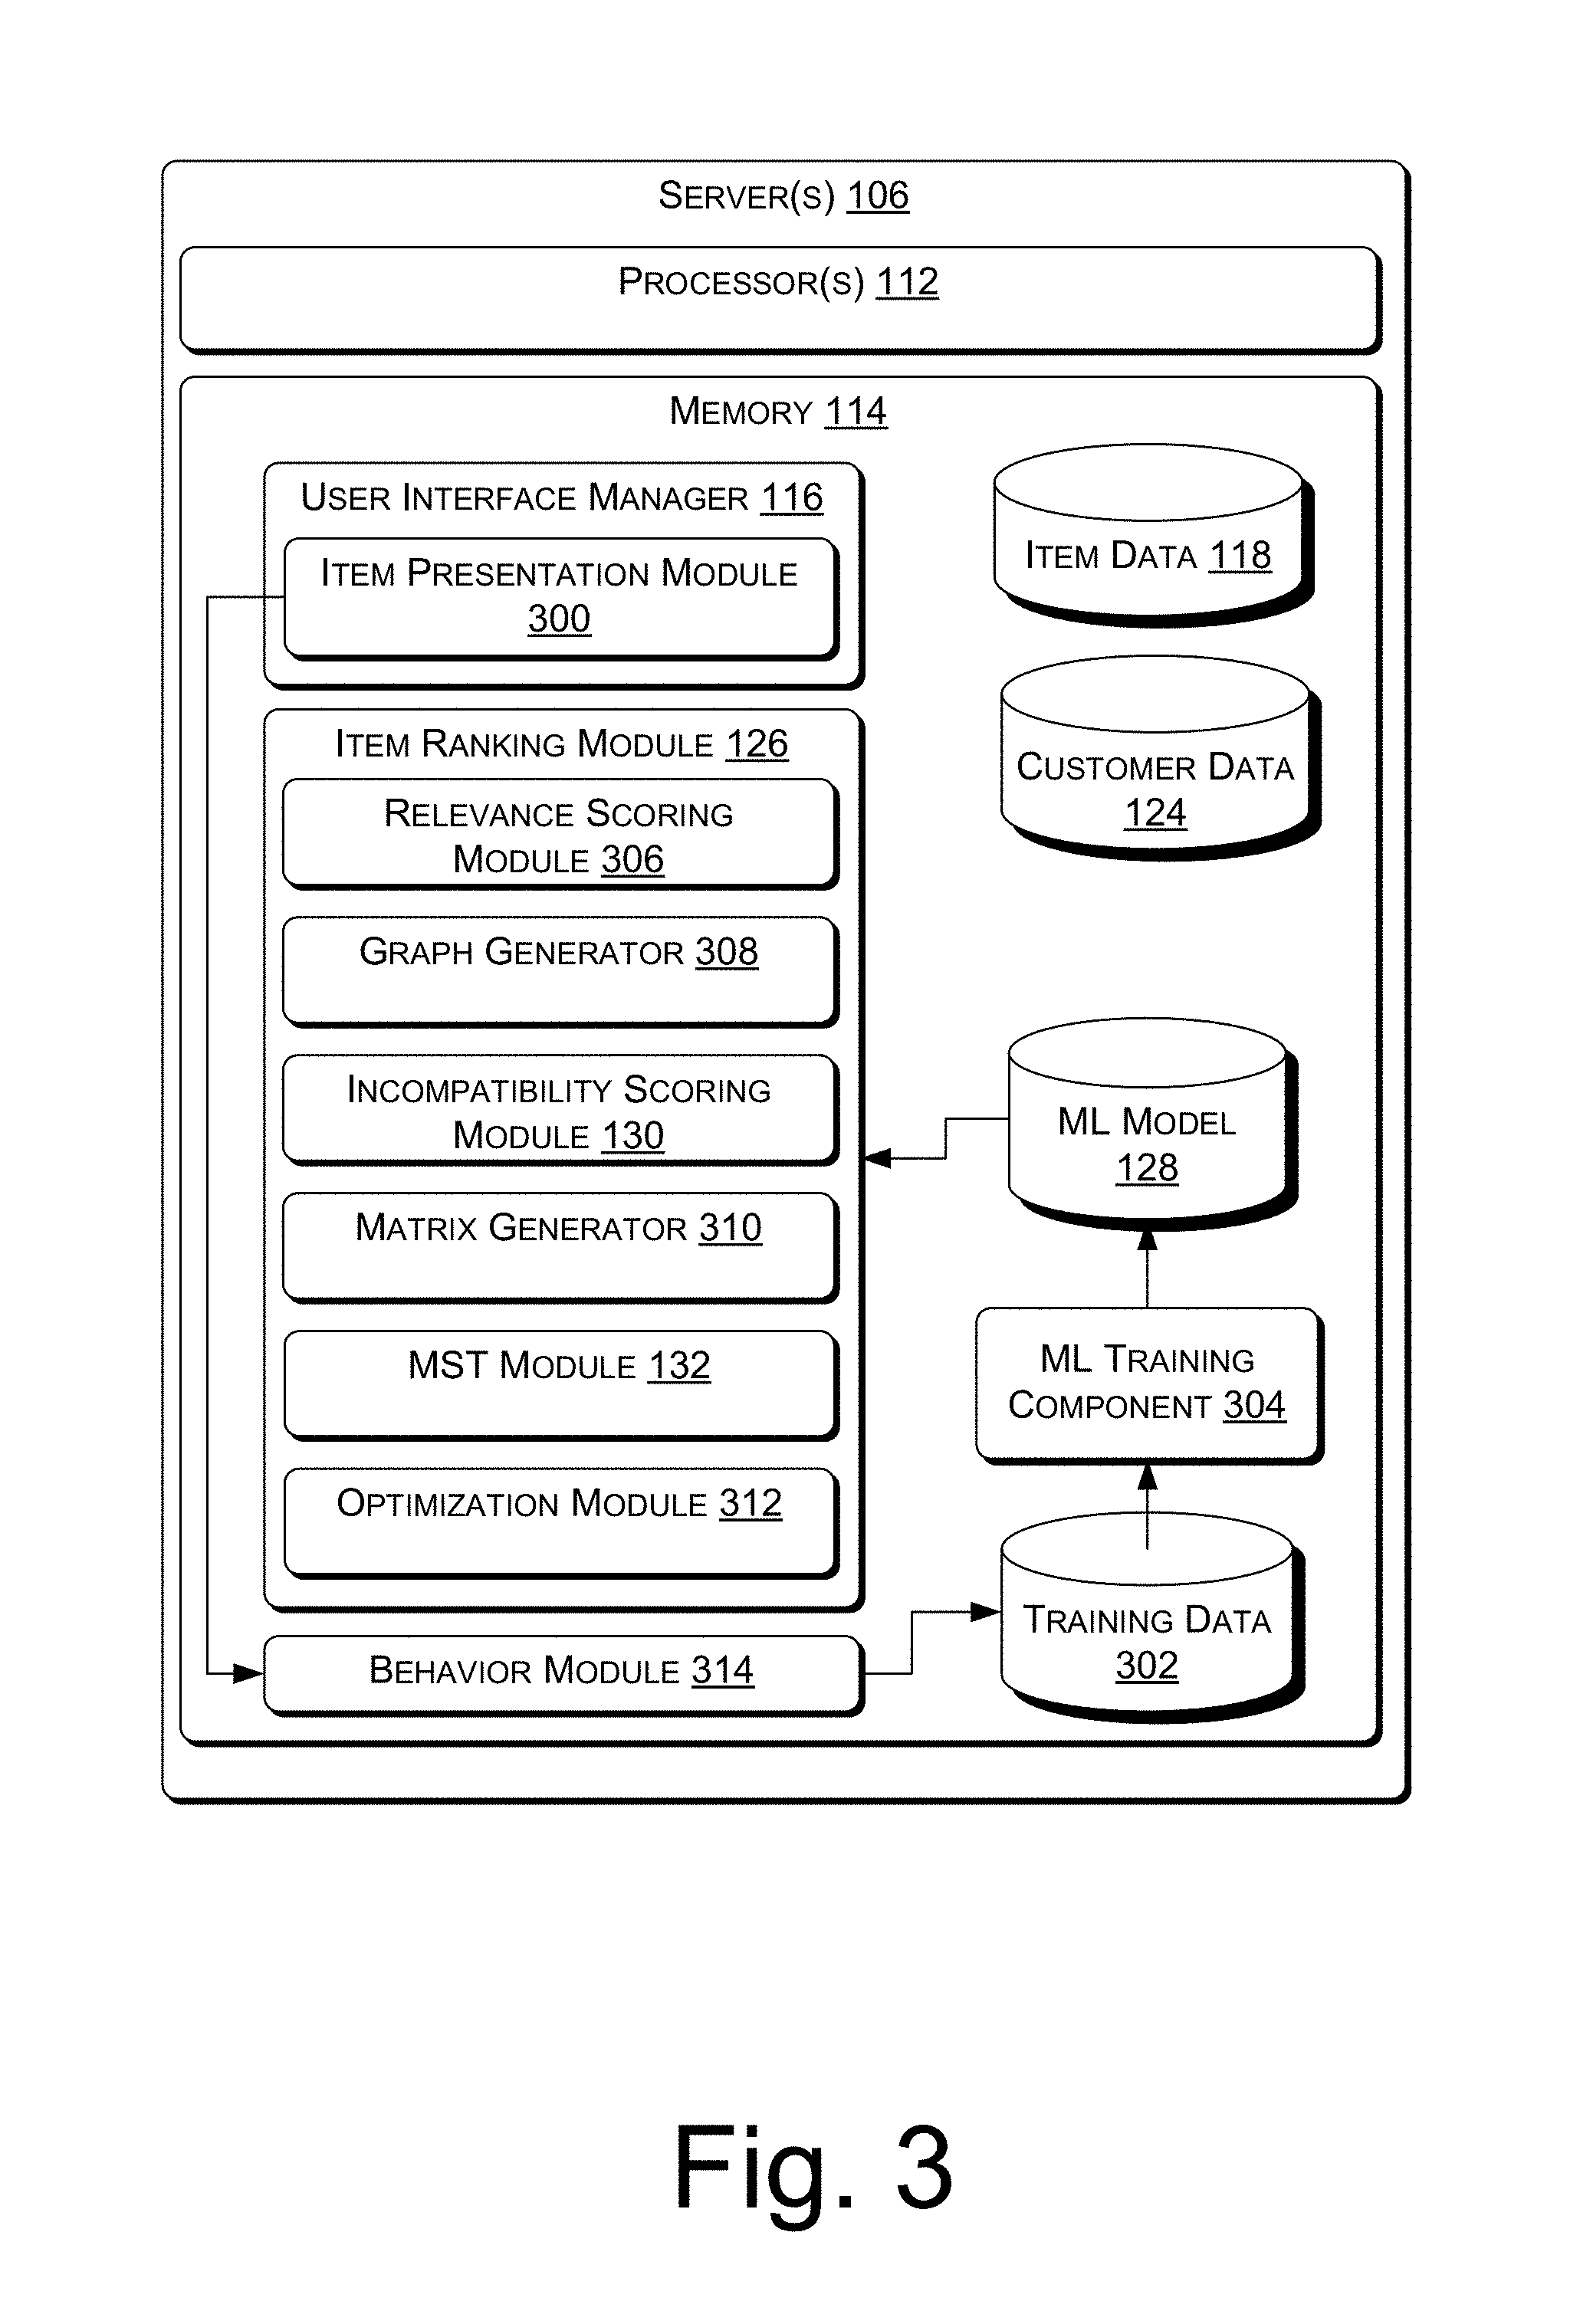 SERVER(S) 106
PROCESSOR(S) 112
MEMORY 114
USER INTERFACE MANAGER 116
ITEM PRESENTATION MODULE
300
ITEM RANKING MODULE 126
RELEVANCE SCORING
MODULE 306
GRAPH GENERATOR 308
INCOMPATIBILITY SCORING
MODULE 130
MATRIX GENERATOR 310
MST MODULE 132
OPTIMIZATION MODULE 312
BEHAVIOR MODULE 314
ITEM DATA 118
CUSTOMER DATA
124
ML MODEL
128
ML TRAINING
COMPONENT 304
TRAINING DATA
302
Fig. 3